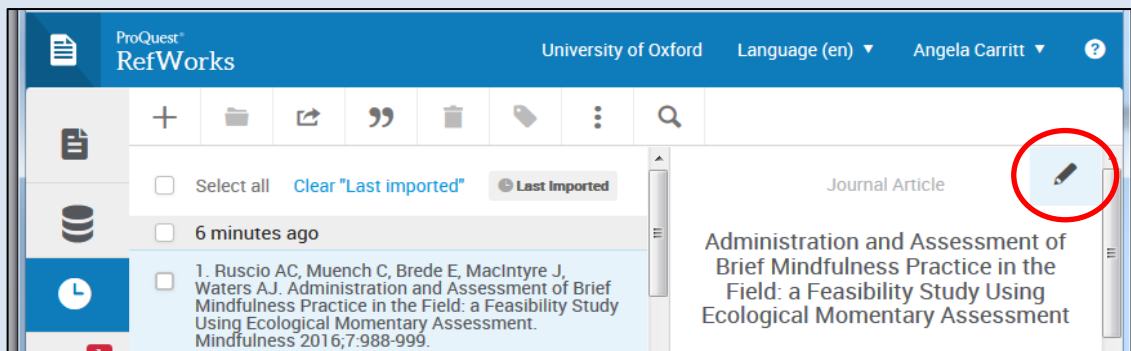 ProQuest®
RefWorks
University of Oxford Language (en) ▼ Angela Carritt ▼ ?
Select all Clear "Last imported" Last Imported
6 minutes ago
1. Ruscio AC, Muench C, Brede E, MacIntyre J,
Waters AJ. Administration and Assessment of Brief
Mindfulness Practice in the Field: a Feasibility Study
Using Ecological Momentary Assessment.
Mindfulness 2016;7:988-999.
Journal Article
Administration and Assessment of
Brief Mindfulness Practice in the
Field: a Feasibility Study Using
Ecological Momentary Assessment